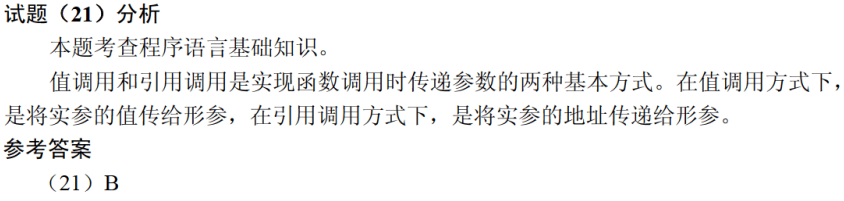 试题（21）分析
本题考查程序语言基础知识。
值调用和引用调用是实现函数调用时传递参数的两种基本方式。在值调用方式下，
是将实参的值传给形参，在引用调用方式下，是将实参的地址传递给形参。
参考答案
（21）B